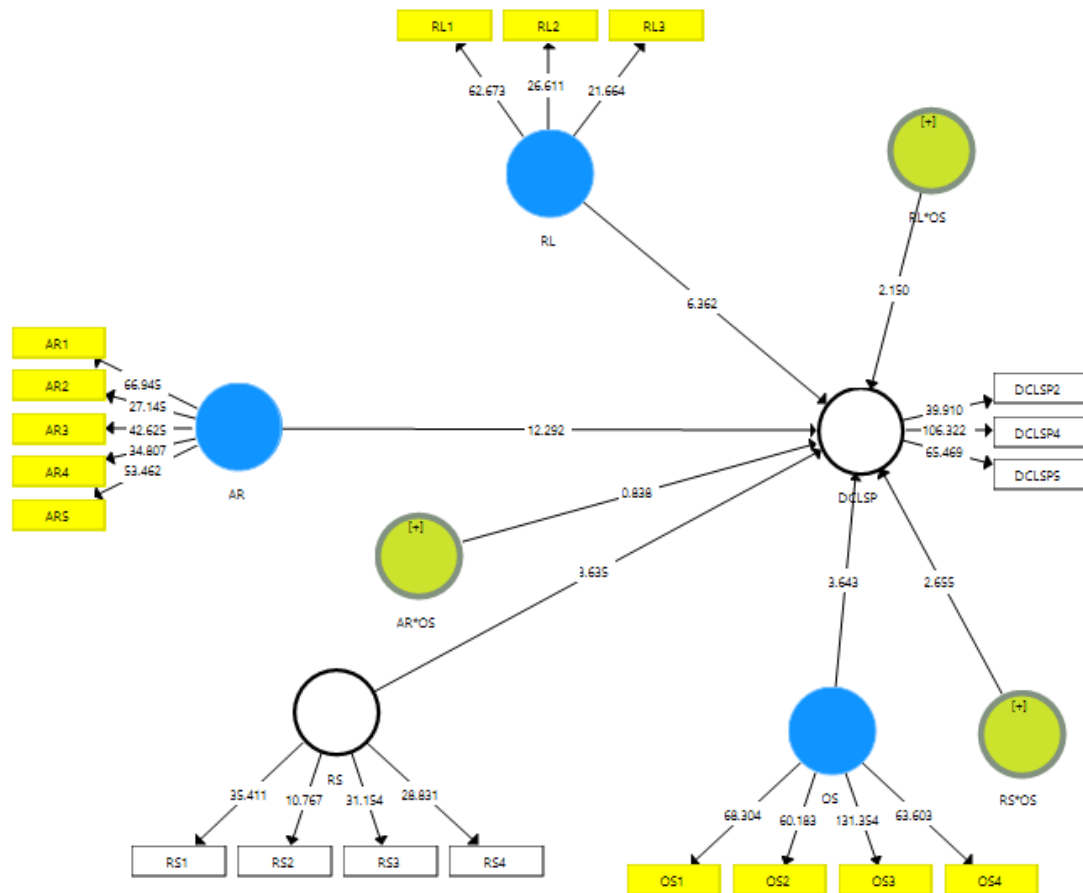 RL1
RL2
RL3
62.673
26.611
21.664
[+]
RL
RL*OS
2.150
6.362
AR1
AR2
AR3
AR4
AR5
66.945
27.145
42.625
34.807
53.462
AR
12.292
DCLSP
39.910
106.322
65.469
DCLSP2
DCLSP4
DCLSP5
0.838
[+]
AR*OS
3.635
3.643
2.655
RS
35.411
10.767
31.154
28.831
RS1
RS2
RS3
RS4
OS
68.304
60.183
131.354
63.603
OS1
OS2
OS3
OS4
[+]
RS*OS